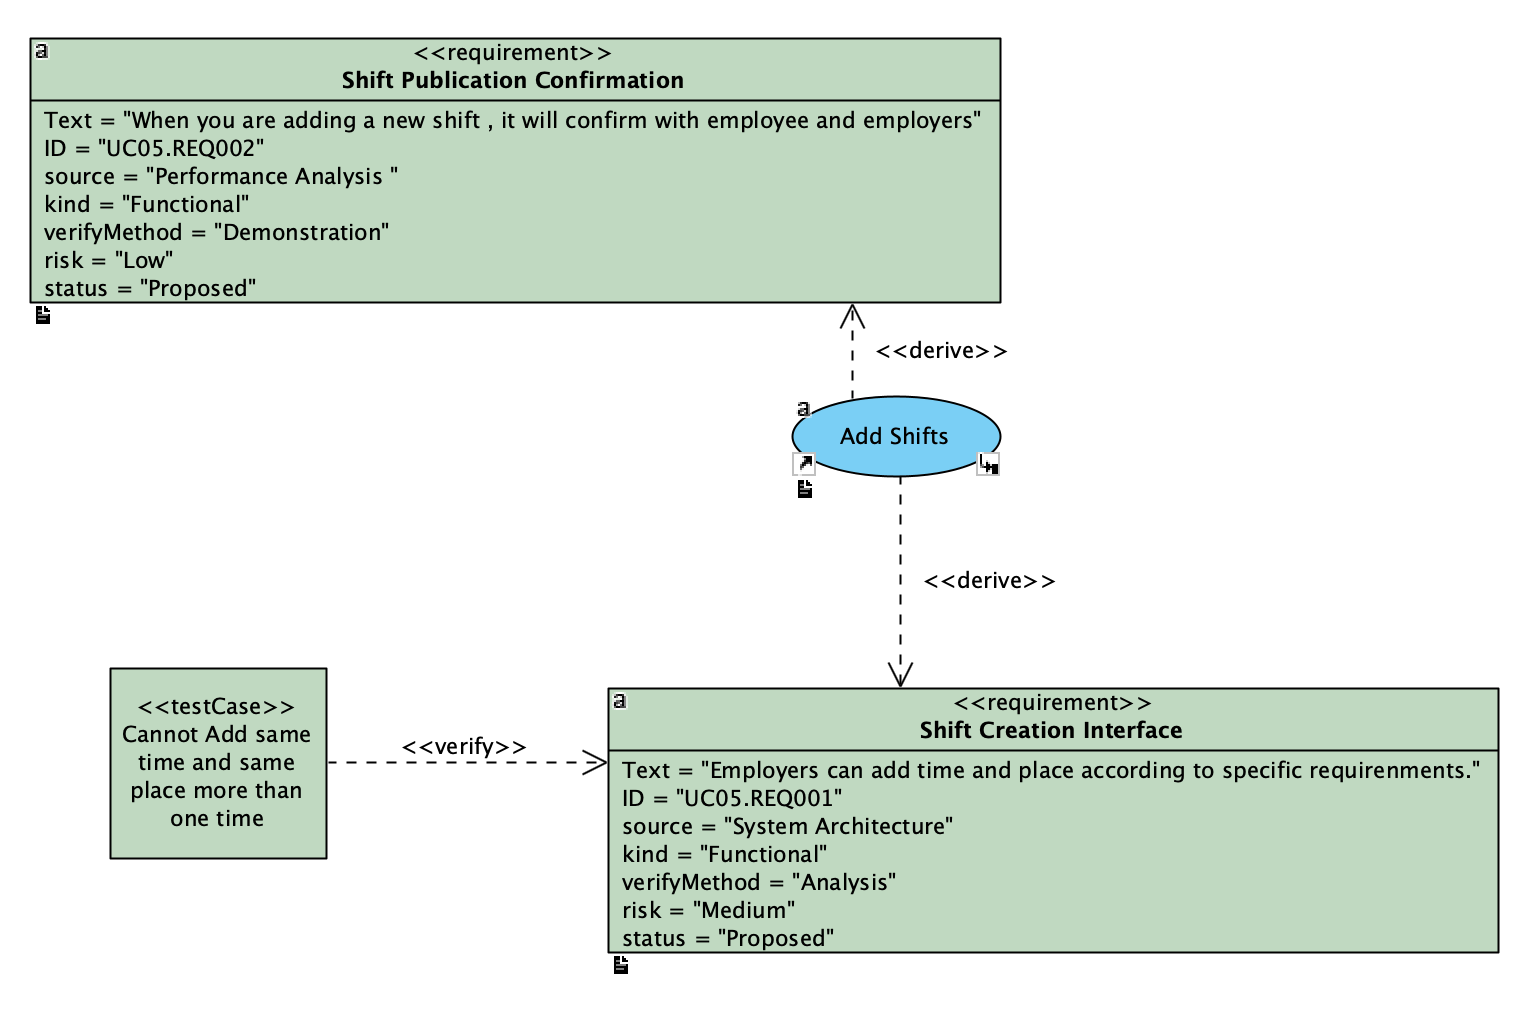 <<requirement>>
Shift Publication Confirmation
Text = "When you are adding a new shift , it will confirm with employee and employers"
ID = "UC05.REQ002"
source = "Performance Analysis "
kind = "Functional"
verifyMethod = "Demonstration"
risk = "Low"
status = "Proposed"
<<derive>>
Add Shifts
<<derive>>
<<testCase>>
Cannot Add same
time and same
place more than
one time
<<verify>>
<<requirement>>
Shift Creation Interface
Text = "Employers can add time and place according to specific requirenments."
ID = "UC05.REQ001"
source = "System Architecture"
kind = "Functional"
verifyMethod = "Analysis"
risk = "Medium"
status = "Proposed"